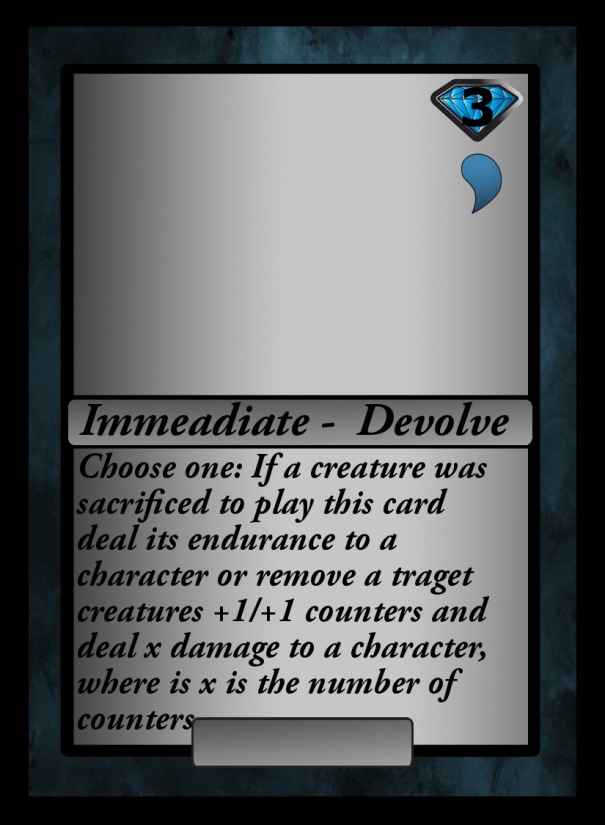 3
Immeadiate - Devolve
Choose one: If a creature was
sacrificed to play this card
deal its endurance to a
character or remove a traget
creatures +1/+1 counters and
deal x damage to a character,
where is x is the number of
counters